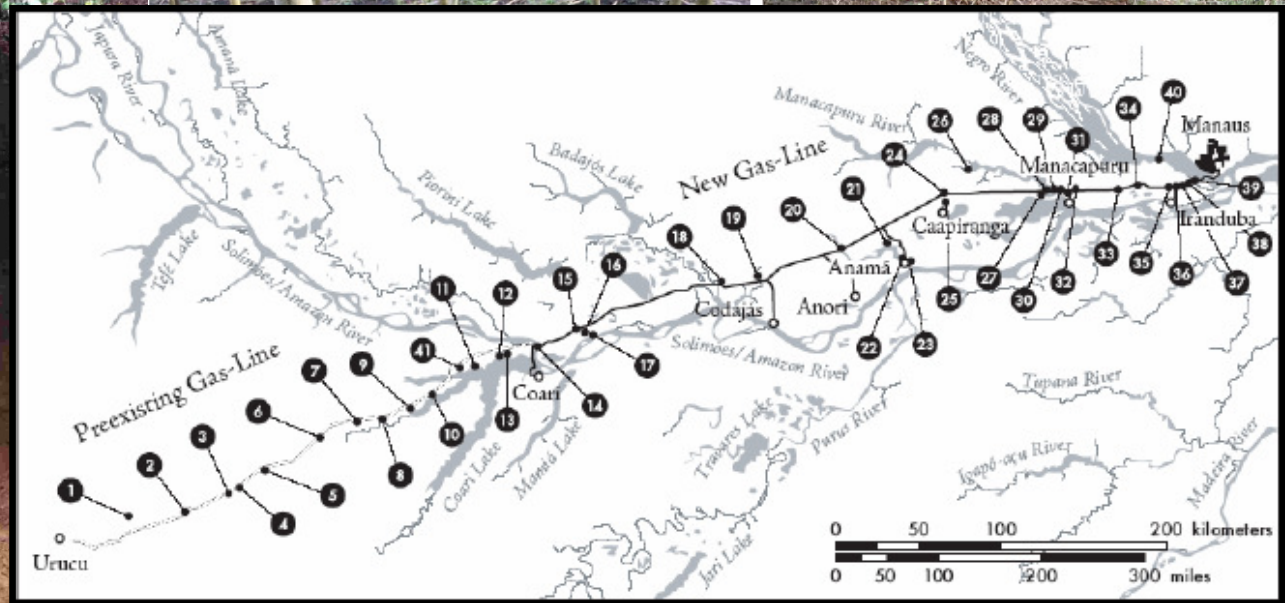 Japura River
Amanã Lake
Tefé Lake
Solimões/Amazon River
Piorini Lake
Badajós Lake
New Gas-Line
Manacapuru River
Negro River
Manaus
Manacapuru
Iranduba
Caapiranga
Anamã
Anori
Codajás
Solimões/Amazon River
Coari
Coari Lake
Mamiá Lake
Preexisting Gas-Line
Urucu
Purus River
Jari Lake
Tupana River
Igapó-açu River
Madeira River
1
2
3
4
5
6
7
8
9
10
11
12
13
14
15
16
17
18
19
20
21
22
23
24
25
26
27
28
29
30
31
32
33
34
35
36
37
38
39
40
41
0 50 100 200 kilometers
0 50 100 200 300 miles